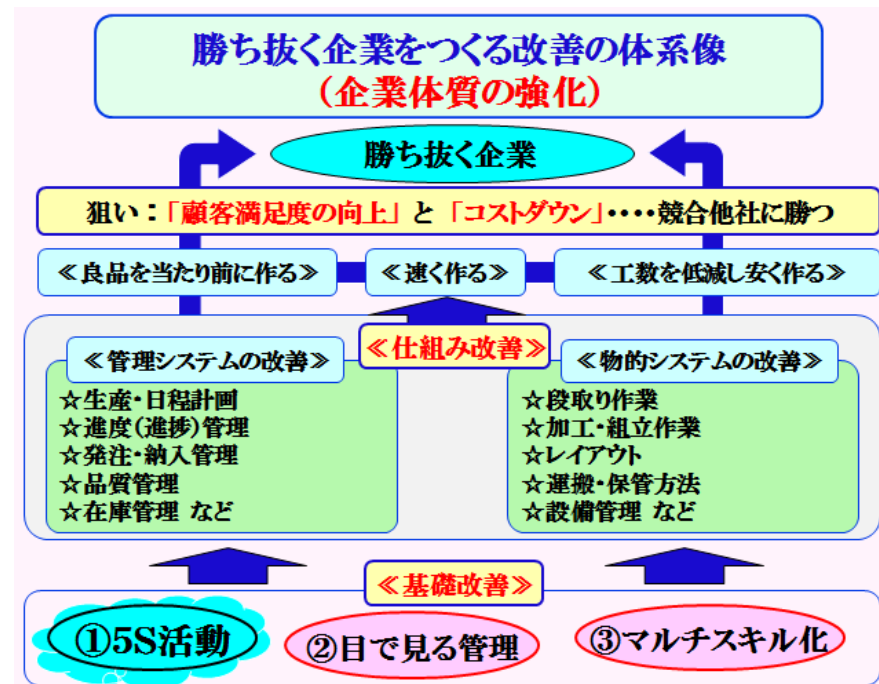 勝ち抜く企業をつくる改善の体系像
（企業体質の強化）
勝ち抜く企業
狙い：「顧客満足度の向上」と「コストダウン」････競合他社に勝つ
≪良品を当たり前に作る≫
≪速く作る≫
≪工数を低減し安く作る≫
≪仕組み改善≫
≪管理システムの改善≫
☆生産・日程計画
☆進度（進捗）管理
☆発注・納入管理
☆品質管理
☆在庫管理 など
≪物的システムの改善≫
☆段取り作業
☆加工・組立作業
☆レイアウト
☆運搬・保管方法
☆設備管理 など
≪基礎改善≫
①5S活動
②目で見る管理
③マルチスキル化